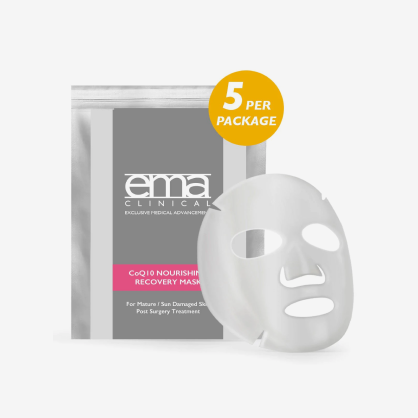 5 PER
PACKAGE
ema
CLINICAL
EXCLUSIVE MEDICAL ADVANCEMEN
CoQ10 NOURISHIN
RECOVERY MASK
For Mature / Sun Damaged Ski
Post Surgery Treatment